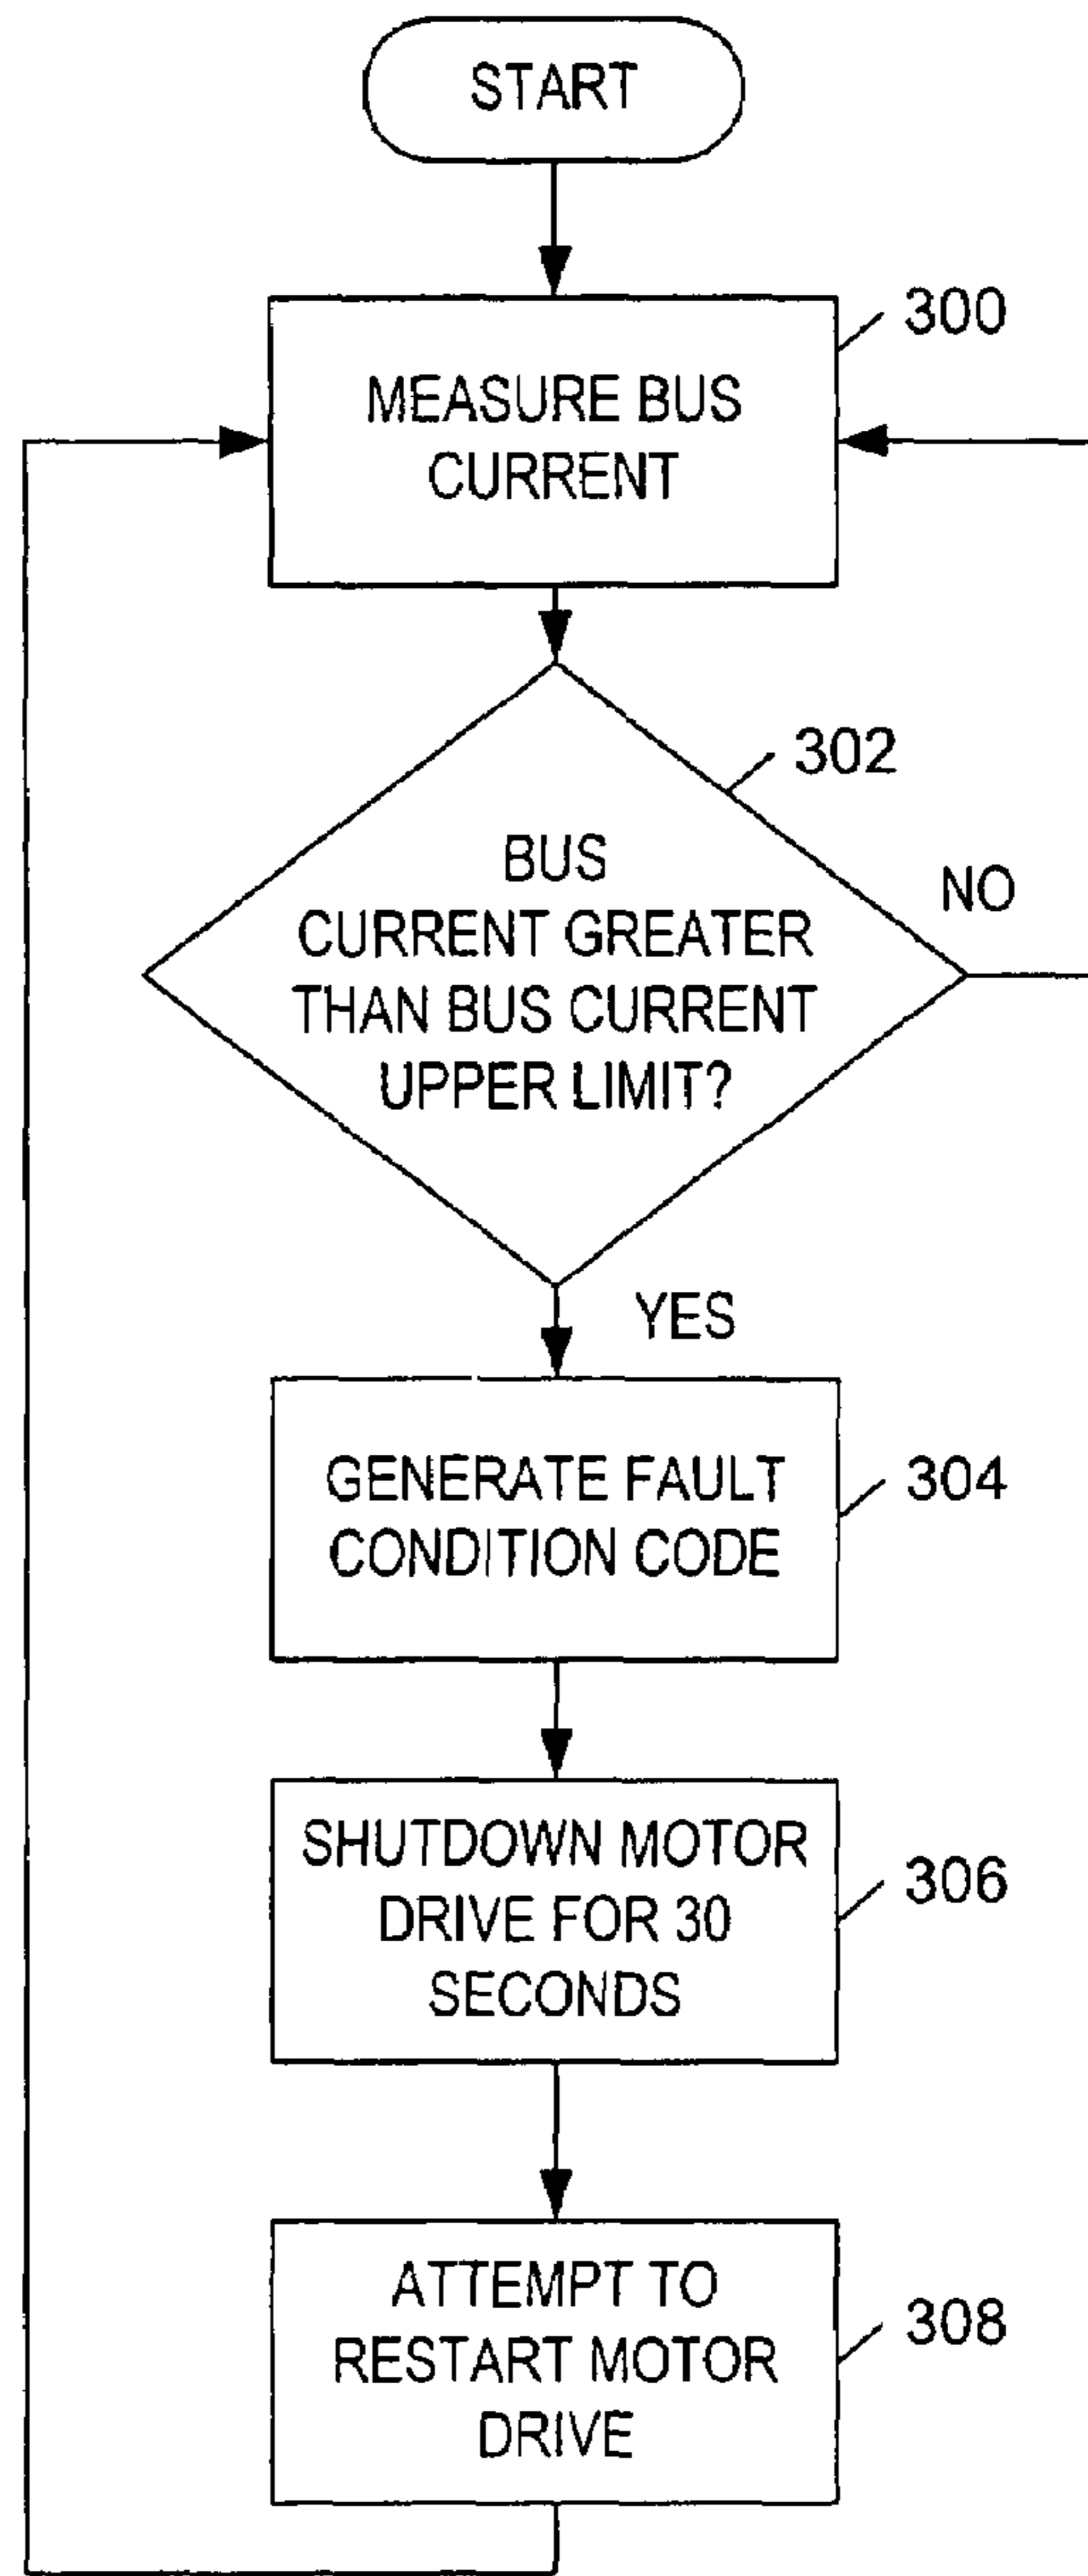 START
300
MEASURE BUS
CURRENT
302
BUS
CURRENT GREATER
THAN BUS CURRENT
UPPER LIMIT?
NO
YES
GENERATE FAULT
CONDITION CODE
304
SHUTDOWN MOTOR
DRIVE FOR 30
SECONDS
306
ATTEMPT TO
RESTART MOTOR
DRIVE
308